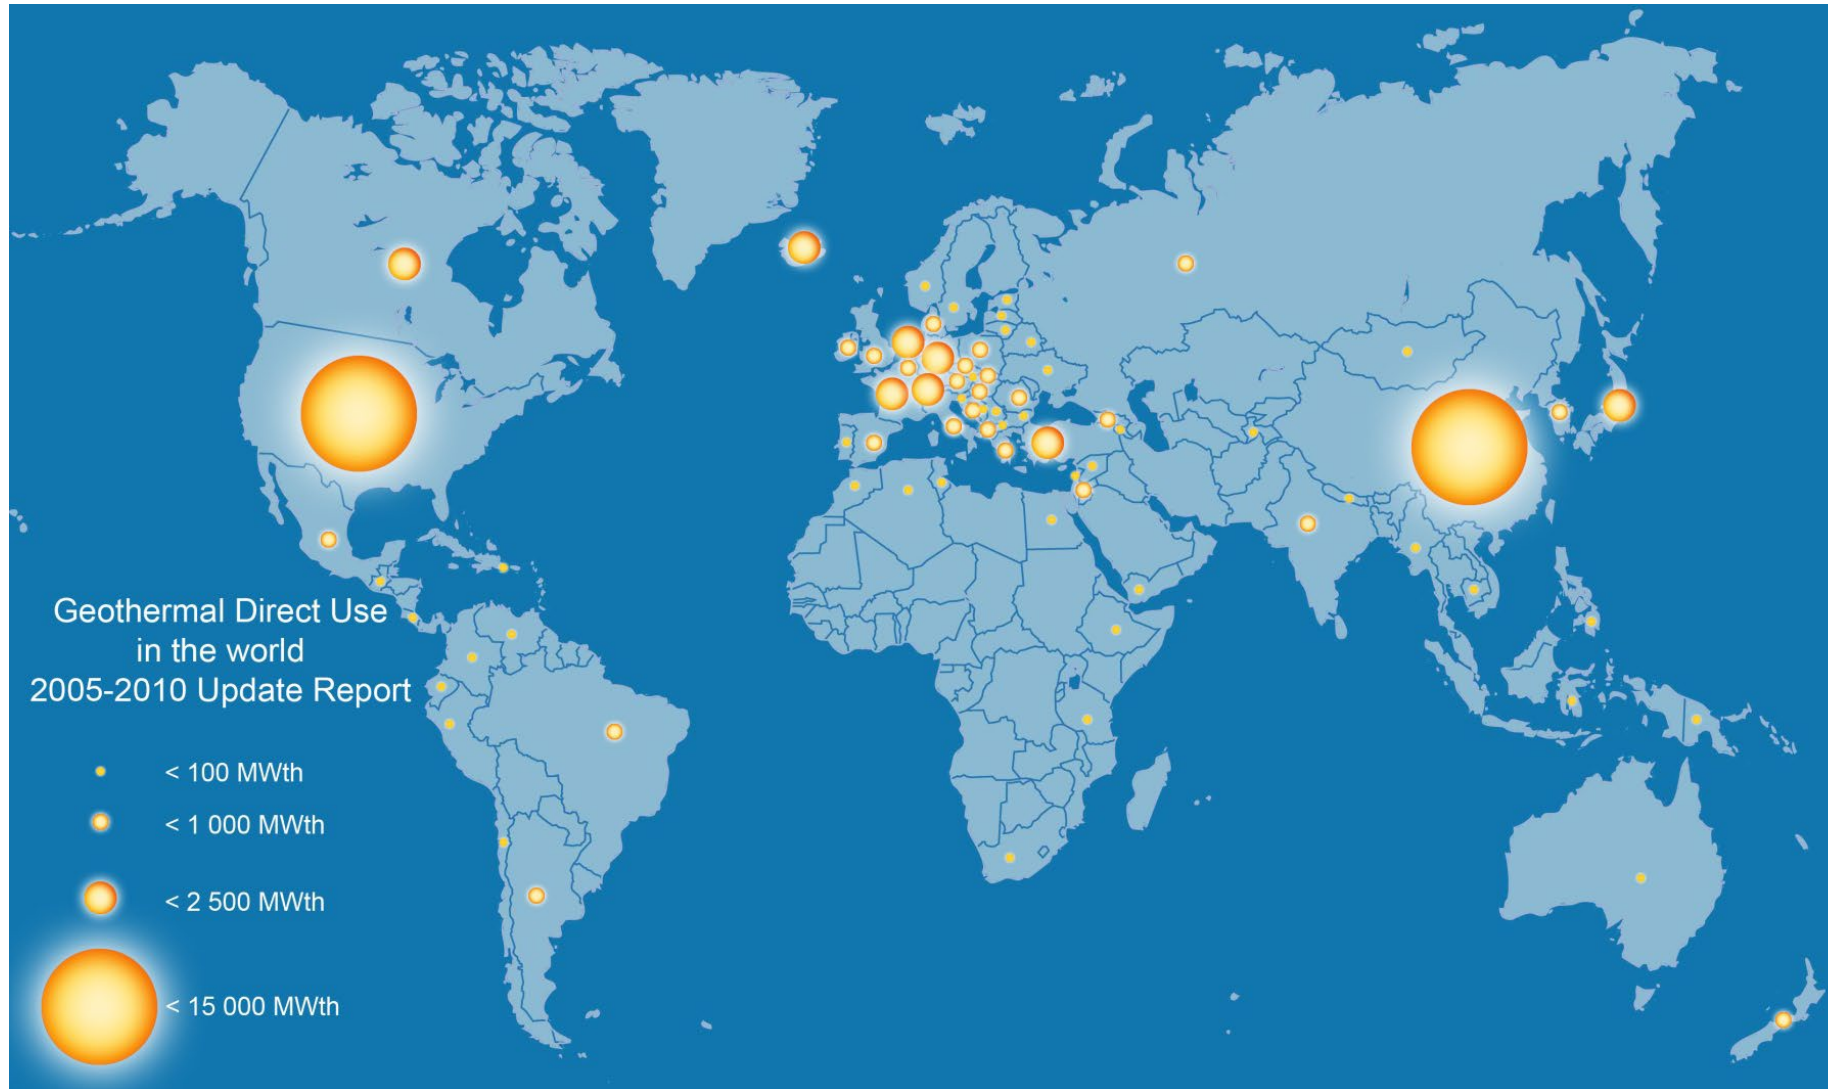 Geothermal Direct Use
in the world
2005-2010 Update Report
< 100 MWth
< 1 000 MWth
< 2 500 MWth
< 15 000 MWth